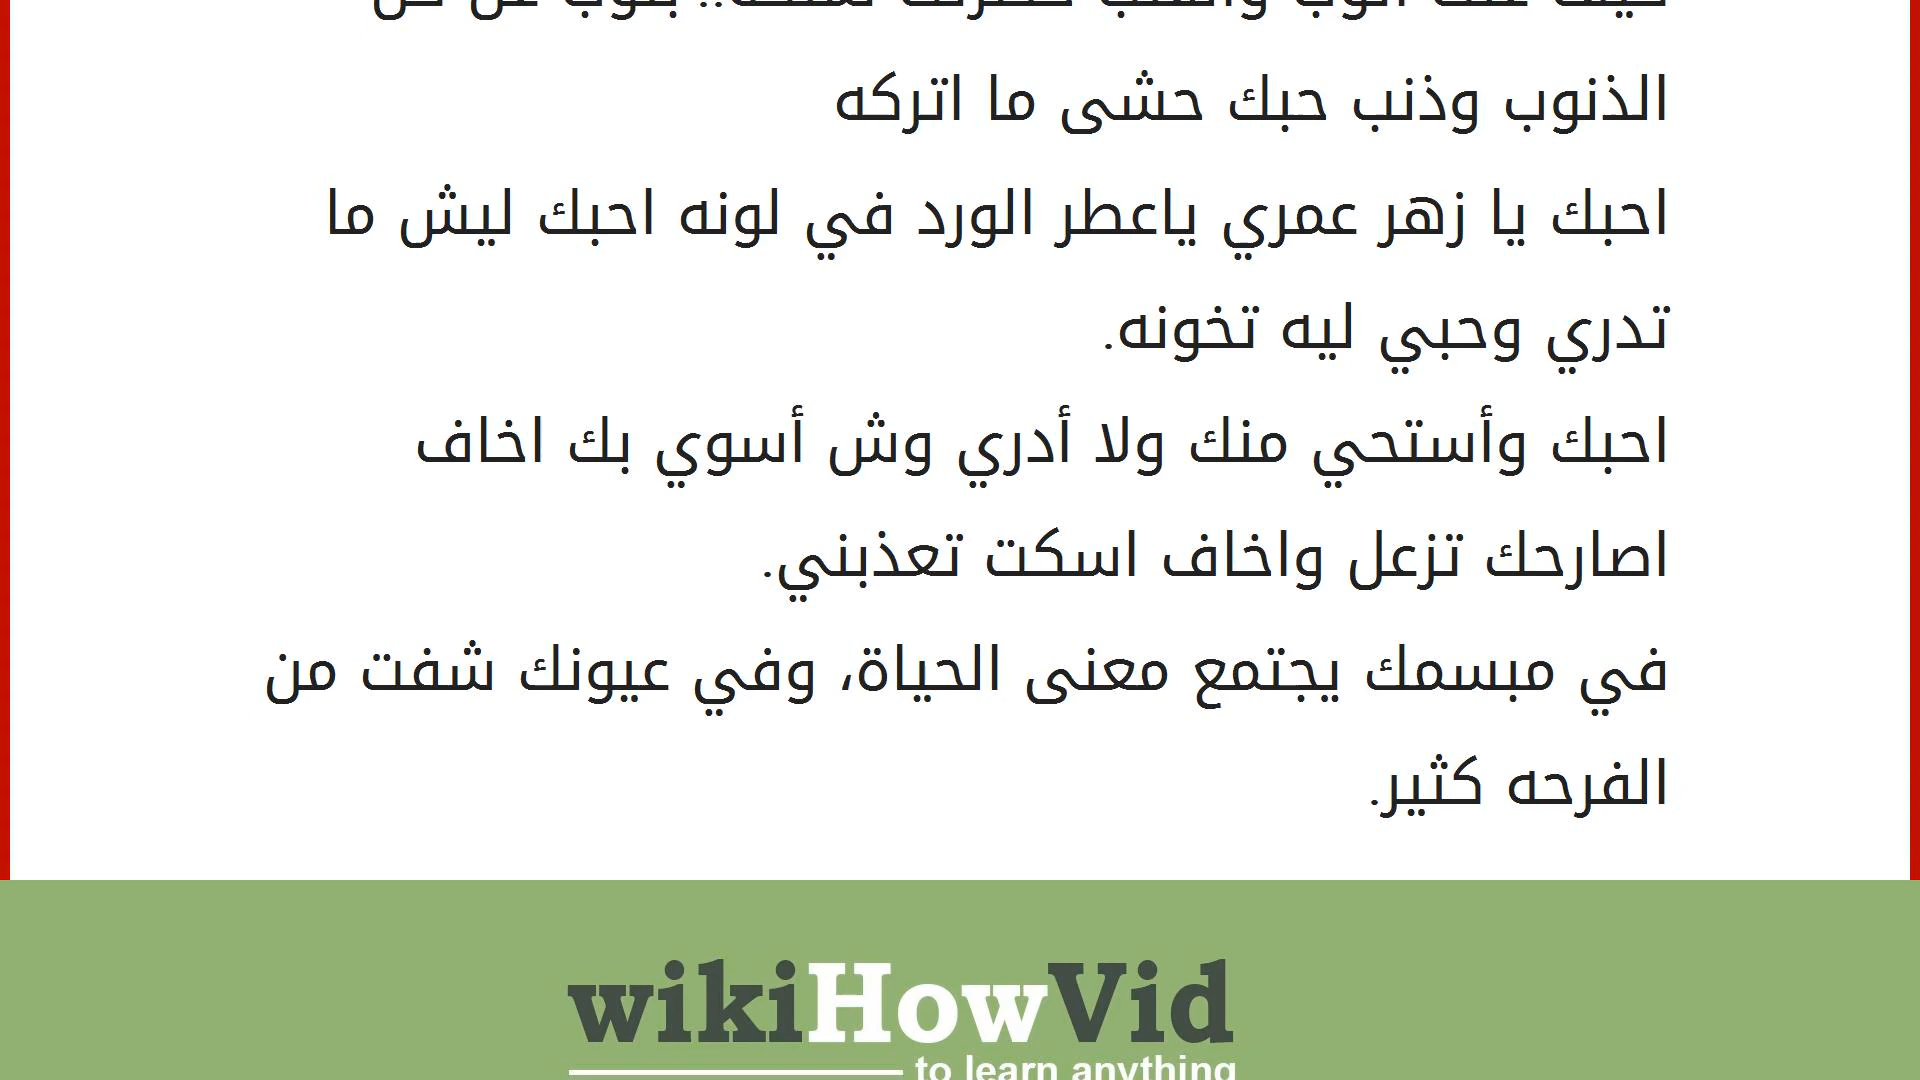 الذنوب وذنب حبك حشى ما اتركه
احبك يا زهر عمري ياعطر الورد في لونه احبك ليش ما
تدري وحبي ليه تخونه.
احبك وأستحي منك ولا أدري وش أسوي بك اخاف
اصارحك تزعل واخاف اسكت تعذبني.
في مبسمك يجتمع معنى الحياة، وفي عيونك شفت من
الفرحه كثير.
wikiHowVid
to learn anything